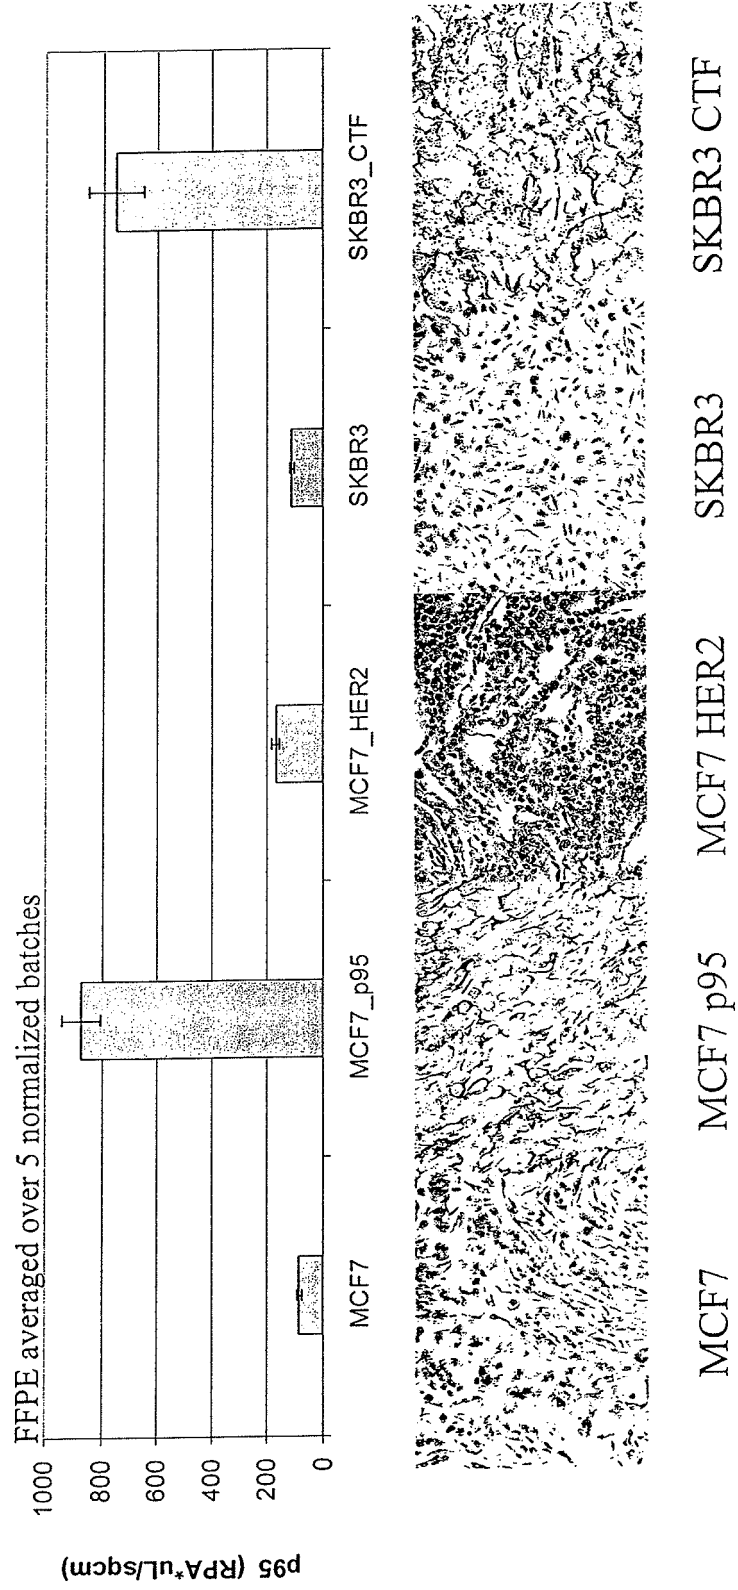 FFPE averaged over 5 normalized batches
p95 (RPA*uL/sqcm)
1000
800
600
400
200
0
MCF7
MCF7_p95
MCF7_HER2
SKBR3
SKBR3_CTF
MCF7
MCF7 p95
MCF7 HER2
SKBR3
SKBR3 CTF